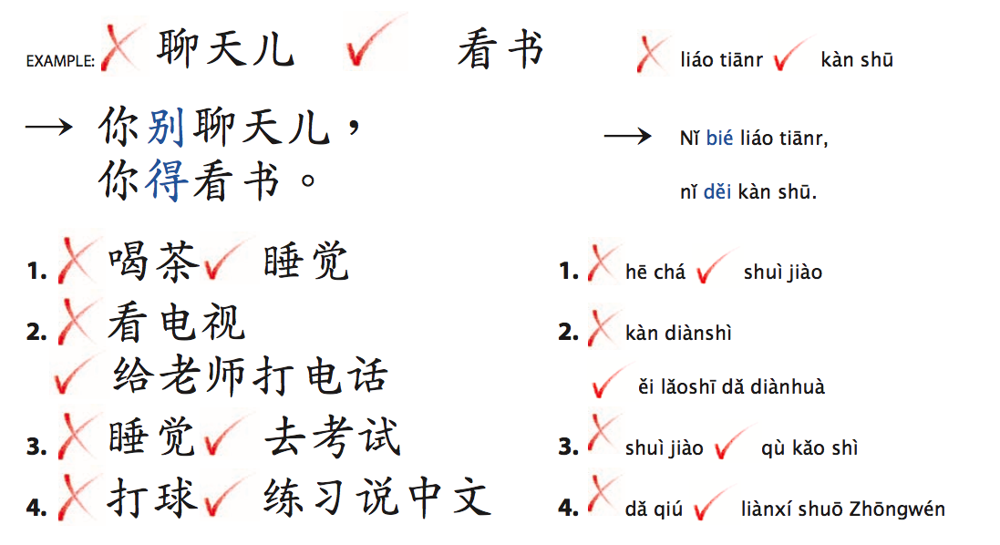 EXAMPLE: 聊天儿 看书 liáo tiānr kàn shū
→ 你别聊天儿，
你得看书。
→ Nǐ bié liáo tiānr,
nǐ děi kàn shū.
1. 喝茶 睡觉
2. 看电视
给老师打电话
3. 睡觉 去考试
4. 打球 练习说中文
1. hē chá shuì jiào
2. kàn diànshì
ěi lǎoshī dǎ diànhuà
3. shuì jiào qù kǎo shì
4. dǎ qiú liànxí shuō Zhōngwén